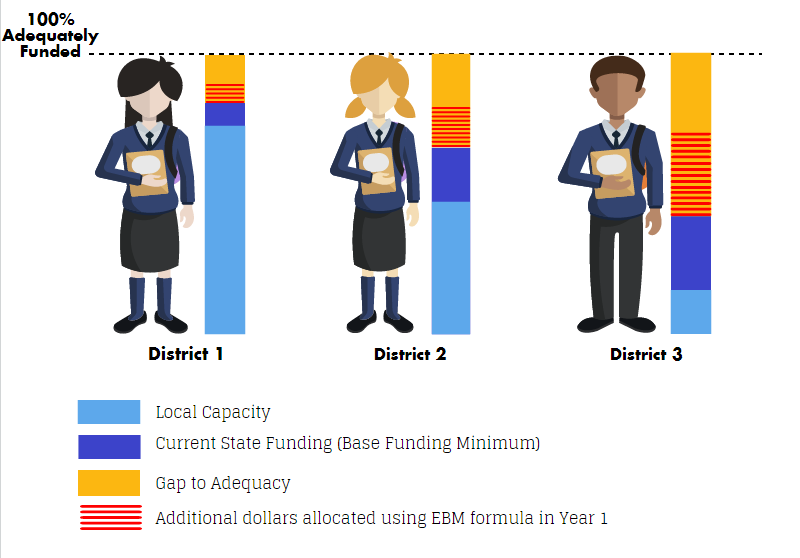 100%
Adequately
Funded
District 1
District 2
District 3
Local Capacity
Current State Funding (Base Funding Minimum)
Gap to Adequacy
Additional dollars allocated using EBM formula in Year 1